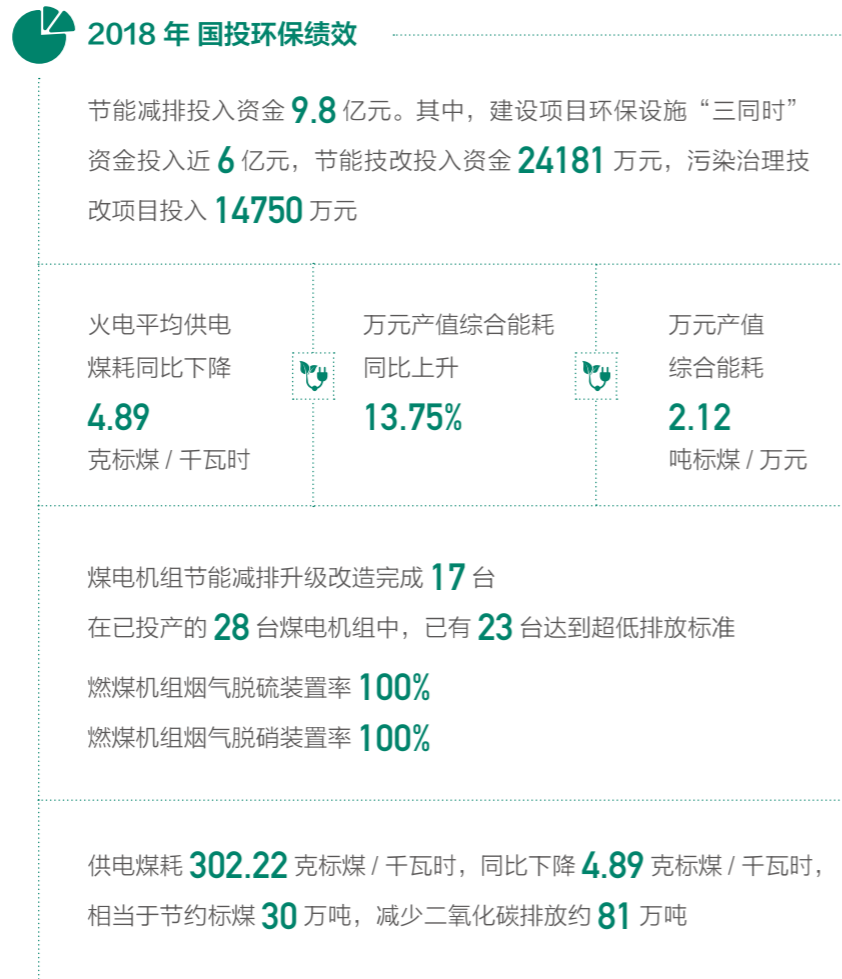 2018 年 国投环保绩效
节能减排投入资金 9.8 亿元。其中，建设项目环保设施“三同时”
资金投入近 6 亿元，节能技改投入资金 24181 万元，污染治理技
改项目投入 14750 万元
火电平均供电
煤耗同比下降
4.89
克标煤 / 千瓦时
万元产值综合能耗
同比上升
13.75%
万元产值
综合能耗
2.12
吨标煤 / 万元
煤电机组节能减排升级改造完成 17 台
在已投产的 28 台煤电机组中，已有 23 台达到超低排放标准
燃煤机组烟气脱硫装置率 100%
燃煤机组烟气脱硝装置率 100%
供电煤耗 302.22 克标煤 / 千瓦时，同比下降 4.89 克标煤 / 千瓦时，
相当于节约标煤 30 万吨，减少二氧化碳排放约 81 万吨